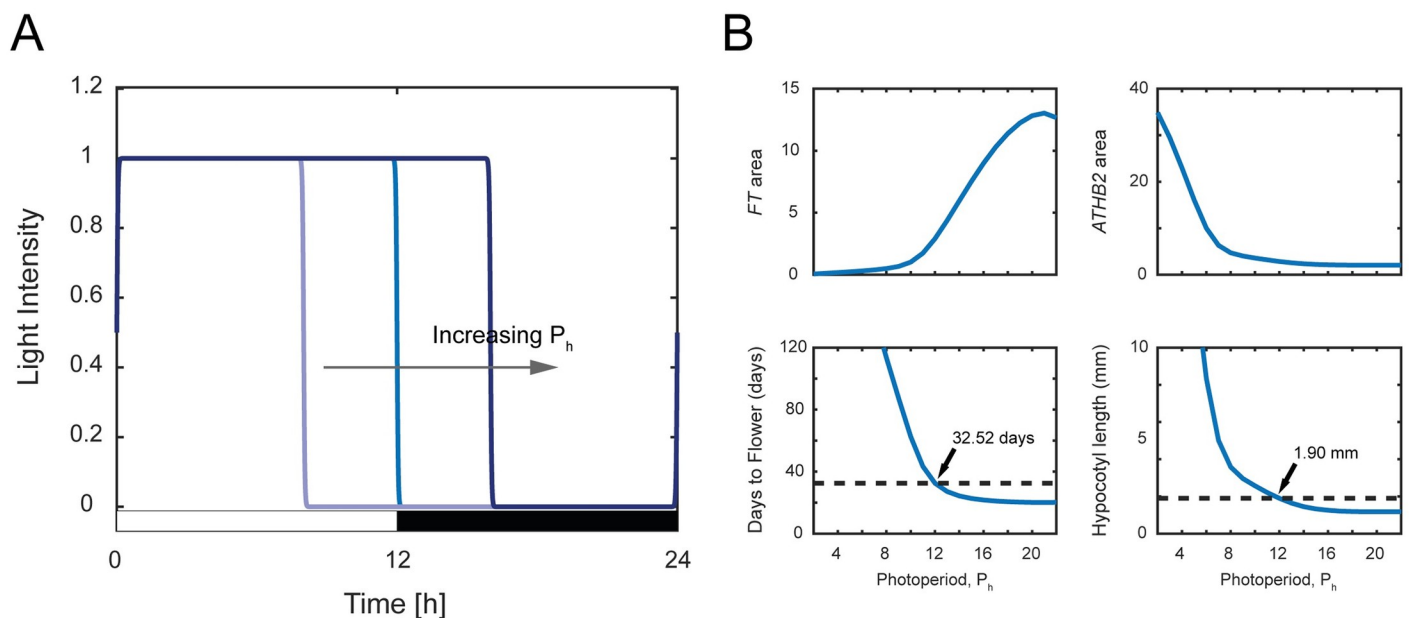 A
Light Intensity
1.2
1
0.8
0.6
0.4
0.2
0
Increasing Ph
0
12
24
Time [h]
B
FT area
15
10
5
0
ATHB2 area
40
20
0
Days to Flower (days)
120
80
40
0
32.52 days
4
8
12
16
20
Photoperiod, Ph
Hypocotyl length (mm)
10
5
0
1.90 mm
4
8
12
16
20
Photoperiod, Ph